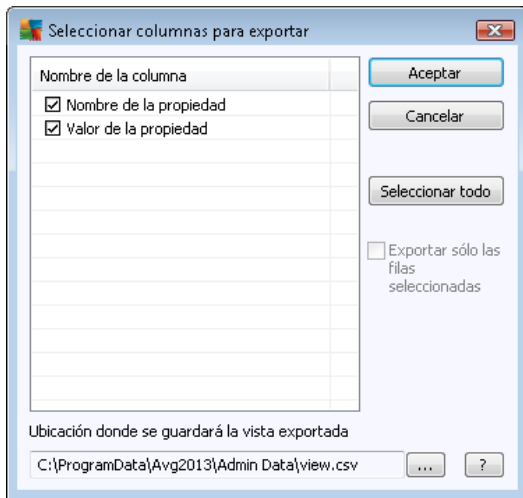 Seleccionar columnas para exportar
Nombre de la columna
Nombre de la propiedad
Valor de la propiedad
Aceptar
Cancelar
Seleccionar todo
Exportar sólo las
filas
seleccionadas
Ubicación donde se guardará la vista exportada
C:\ProgramData\Avg2013\Admin Data\view.csv
...
?